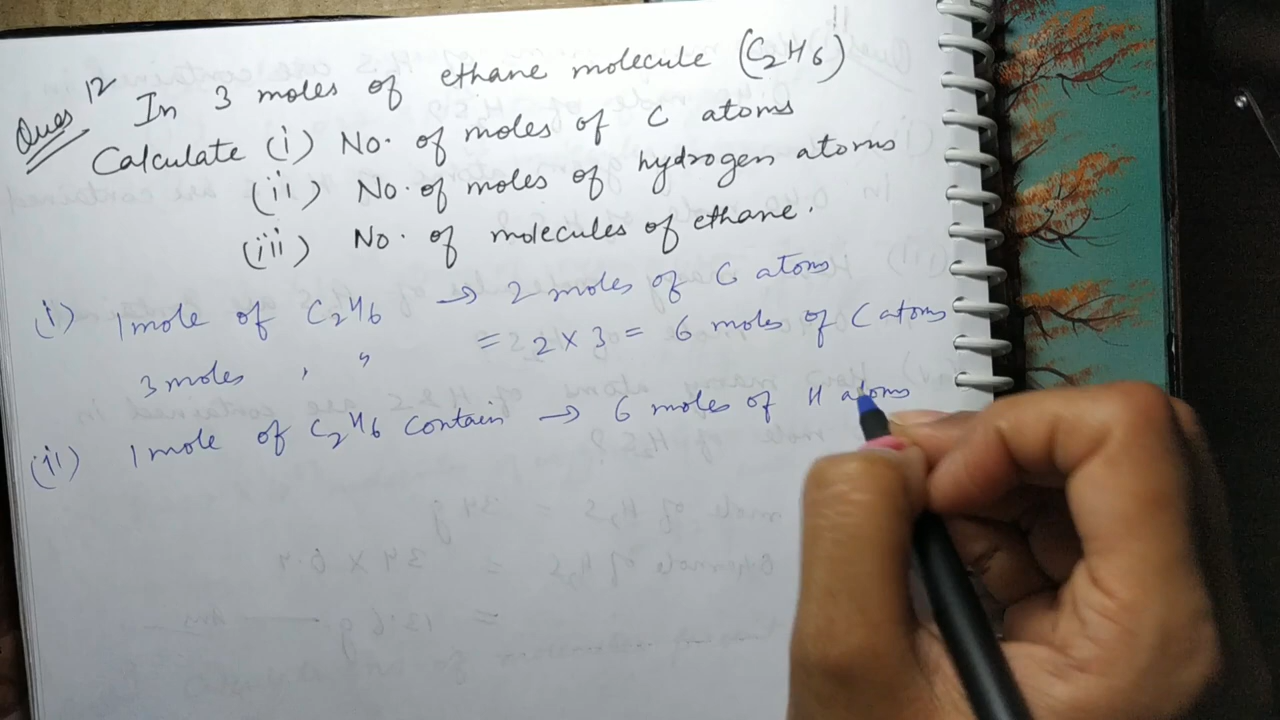 Ques 12 In 3 moles of ethane molecule (C2H6)
Calculate (i) No. of moles of C atoms
(ii) No. of moles of hydrogen atoms
(iii) No. of molecules of ethane.
(i) 1 mole of C2H6 → 2 moles of C atoms
3 moles , , = 2 × 3 = 6 moles of C atoms
(ii) 1 mole of C2H6 contain → 6 moles of H atoms